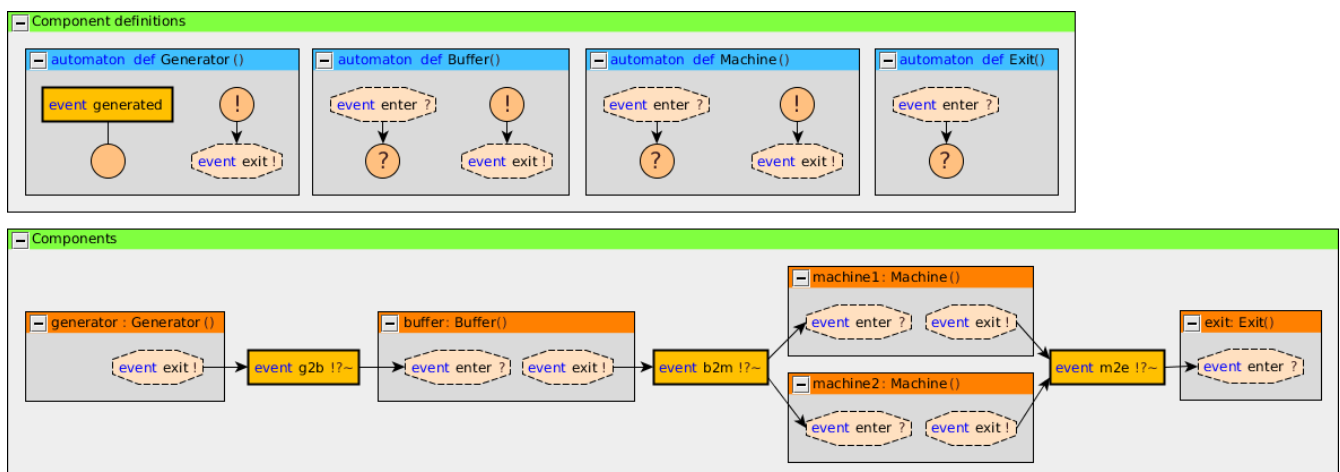 Component definitions
automaton def Generator()
automaton def Buffer()
automaton def Machine()
automaton def Exit()
event generated
!
event enter ?
!
event enter ?
!
event enter ?
event exit !
?
event exit !
?
event exit !
?
Components
machine1: Machine()
generator : Generator()
buffer: Buffer()
event enter ?
event exit !
exit: Exit()
event exit !
event g2b !?~
event enter ?
event exit !
event b2m !?~
event m2e !?~
event enter ?
machine2: Machine()
event enter ?
event exit !